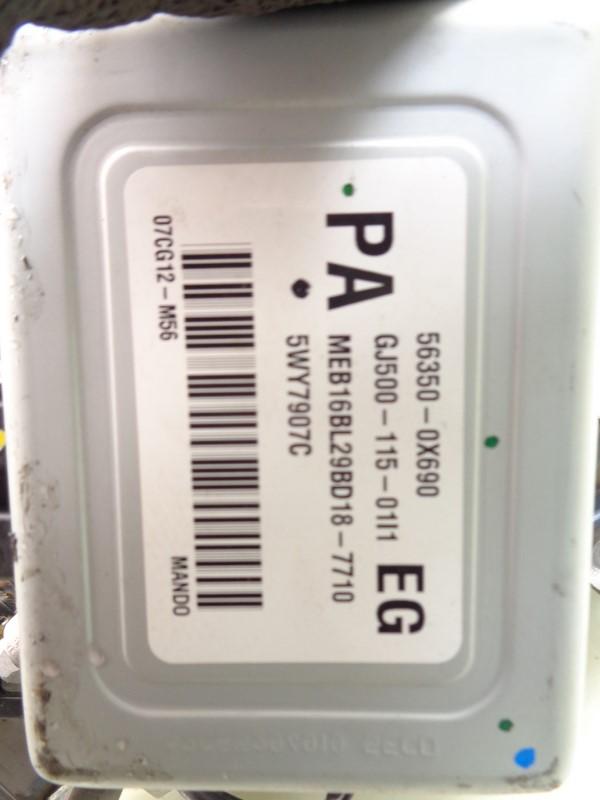 56350-0X690
GJ500-115-01I1 EG
PA MEB16BL29BD18-7710
5WY7907C
07CG12-M56 MANDO